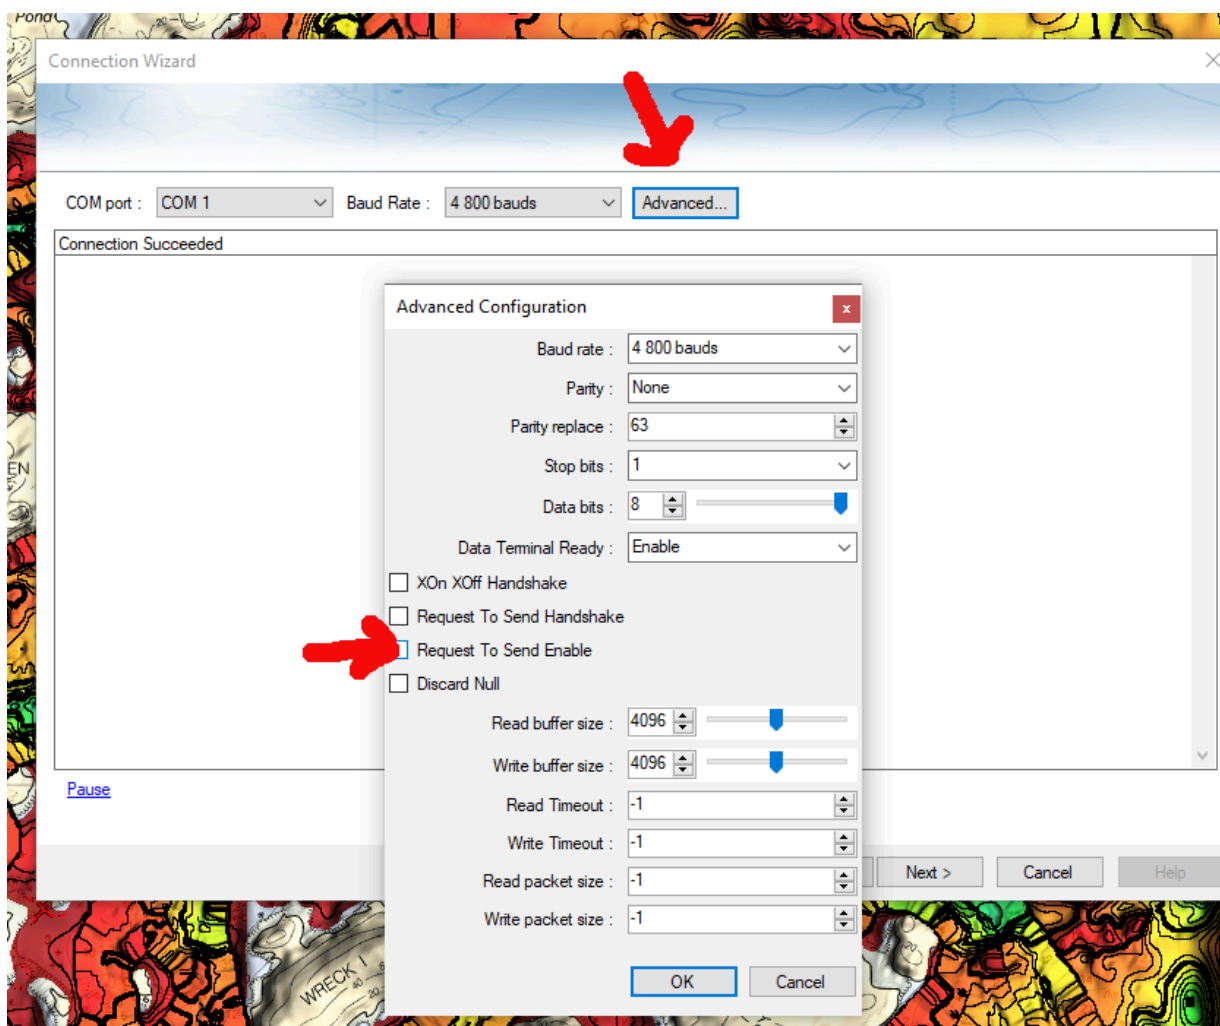 Pond
20
Connection Wizard
COM port : COM 1 Baud Rate : 4 800 bauds Advanced...
Connection Succeeded
Advanced Configuration
x
Baud rate : 4 800 bauds
Parity : None
Parity replace : 63
EN
Stop bits : 1
Data bits : 8
Data Terminal Ready : Enable
XOn XOff Handshake
Request To Send Handshake
Request To Send Enable
Discard Null
Read buffer size : 4096
Write buffer size : 4096
Pause
Read Timeout : -1
Write Timeout : -1
Next > Cancel Help
Read packet size : -1
Write packet size : -1
WRECK I
40
20
OK Cancel